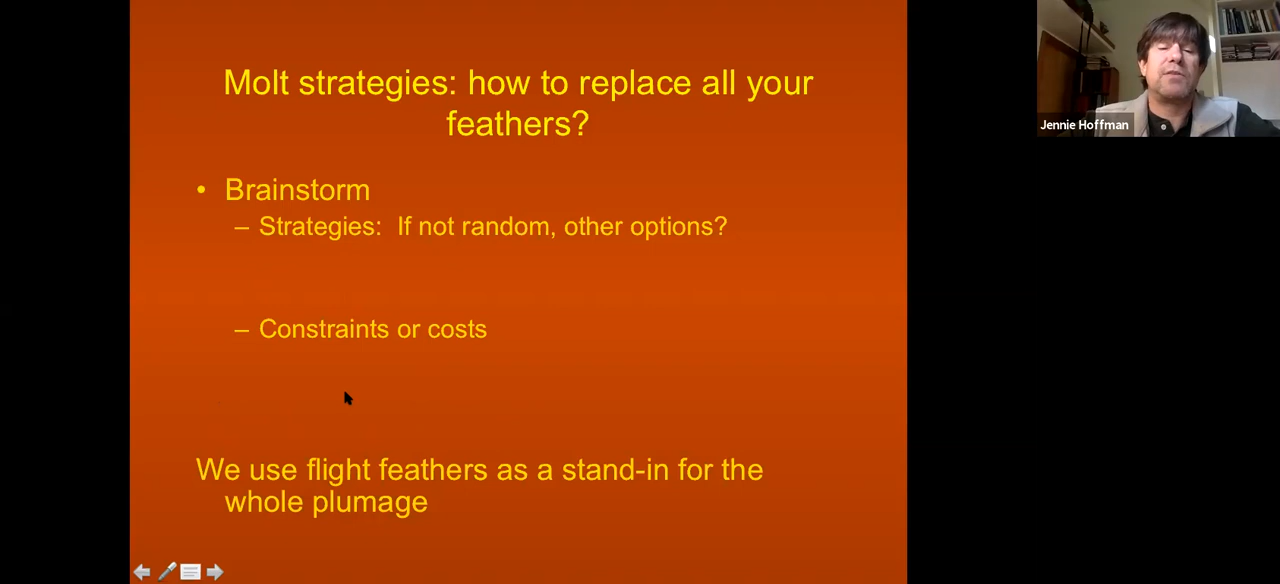 Molt strategies: how to replace all your
feathers?
• Brainstorm
– Strategies:  If not random, other options?
– Constraints or costs
We use flight feathers as a stand-in for the
whole plumage
Jennie Hoffman